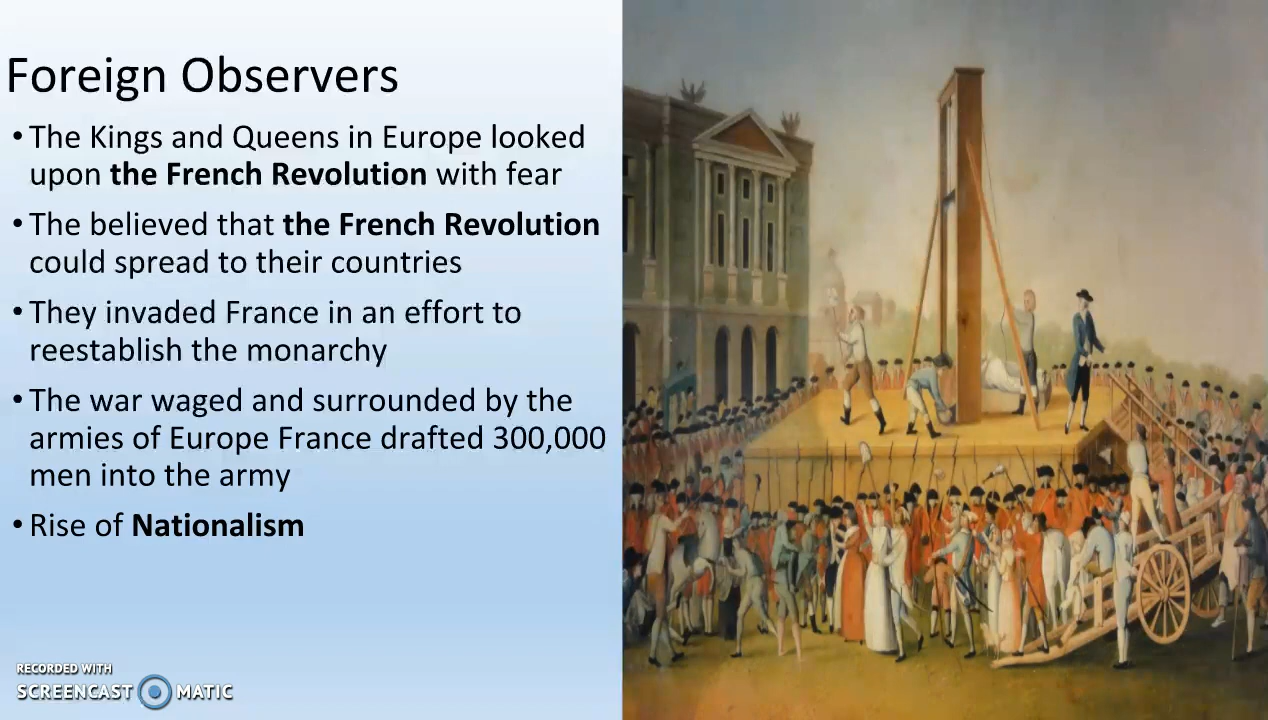 Foreign Observers
• The Kings and Queens in Europe looked
upon the French Revolution with fear
• The believed that the French Revolution
could spread to their countries
• They invaded France in an effort to
reestablish the monarchy
• The war waged and surrounded by the
armies of Europe France drafted 300,000
men into the army
• Rise of Nationalism
RECORDED WITH
SCREENCAST MATIC